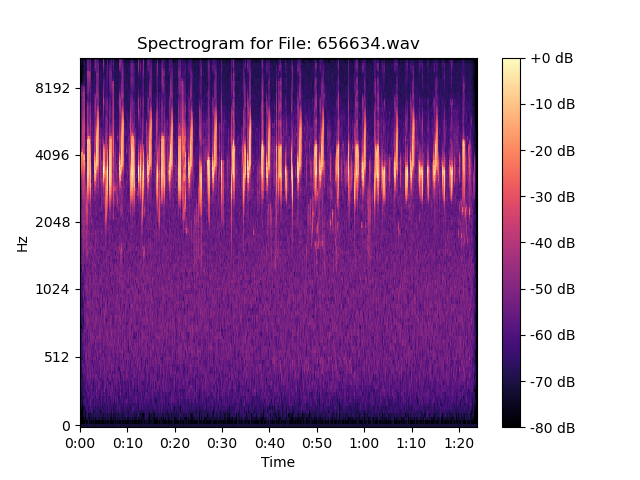 Spectrogram for File: 656634.wav
Hz
8192
4096
2048
1024
512
0
0:00 0:10 0:20 0:30 0:40 0:50 1:00 1:10 1:20
Time
+0 dB
-10 dB
-20 dB
-30 dB
-40 dB
-50 dB
-60 dB
-70 dB
-80 dB